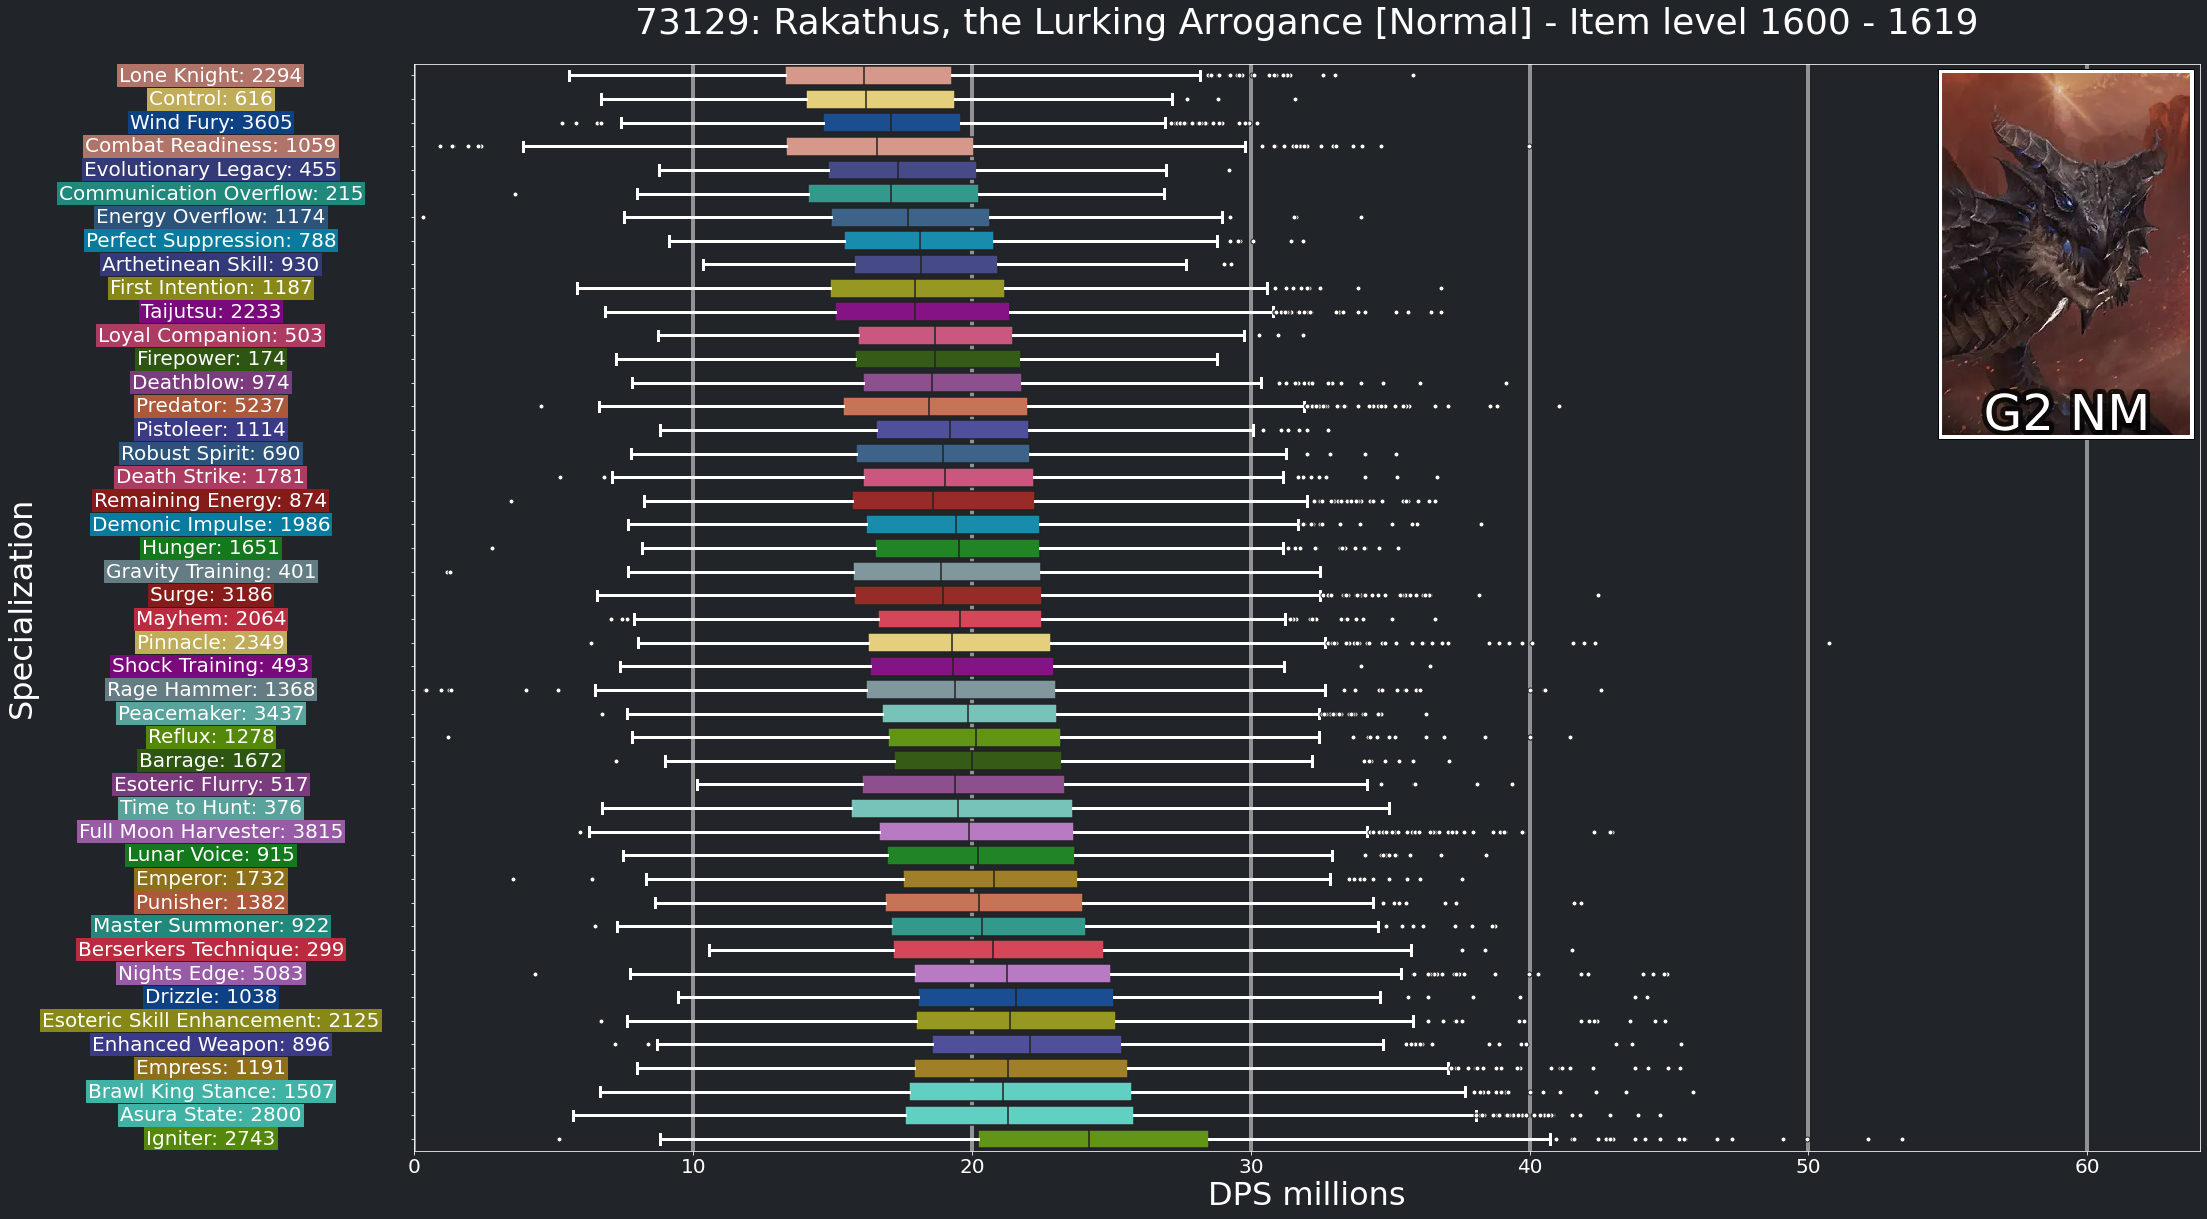 73129: Rakathus, the Lurking Arrogance [Normal] - Item level 1600 - 1619
Specialization
Lone Knight: 2294
Control: 616
Wind Fury: 3605
Combat Readiness: 1059
Evolutionary Legacy: 455
Communication Overflow: 215
Energy Overflow: 1174
Perfect Suppression: 788
Arthetinean Skill: 930
First Intention: 1187
Taijutsu: 2233
Loyal Companion: 503
Firepower: 174
Deathblow: 974
Predator: 5237
Pistoleer: 1114
Robust Spirit: 690
Death Strike: 1781
Remaining Energy: 874
Demonic Impulse: 1986
Hunger: 1651
Gravity Training: 401
Surge: 3186
Mayhem: 2064
Pinnacle: 2349
Shock Training: 493
Rage Hammer: 1368
Peacemaker: 3437
Reflux: 1278
Barrage: 1672
Esoteric Flurry: 517
Time to Hunt: 376
Full Moon Harvester: 3815
Lunar Voice: 915
Emperor: 1732
Punisher: 1382
Master Summoner: 922
Berserkers Technique: 299
Nights Edge: 5083
Drizzle: 1038
Esoteric Skill Enhancement: 2125
Enhanced Weapon: 896
Empress: 1191
Brawl King Stance: 1507
Asura State: 2800
Igniter: 2743
G2 NM
0 10 20 30 40 50 60
DPS millions